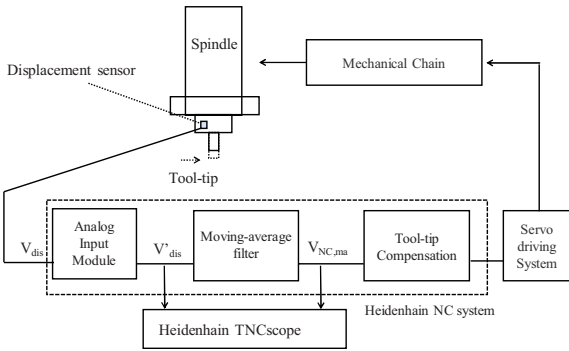 Spindle
Displacement sensor
Mechanical Chain
Tool-tip
V_dis
Analog
Input
Module
V'_dis
Moving-average
filter
V_NC,ma
Tool-tip
Compensation
Servo
driving
System
Heidenhain NC system
Heidenhain TNCscope